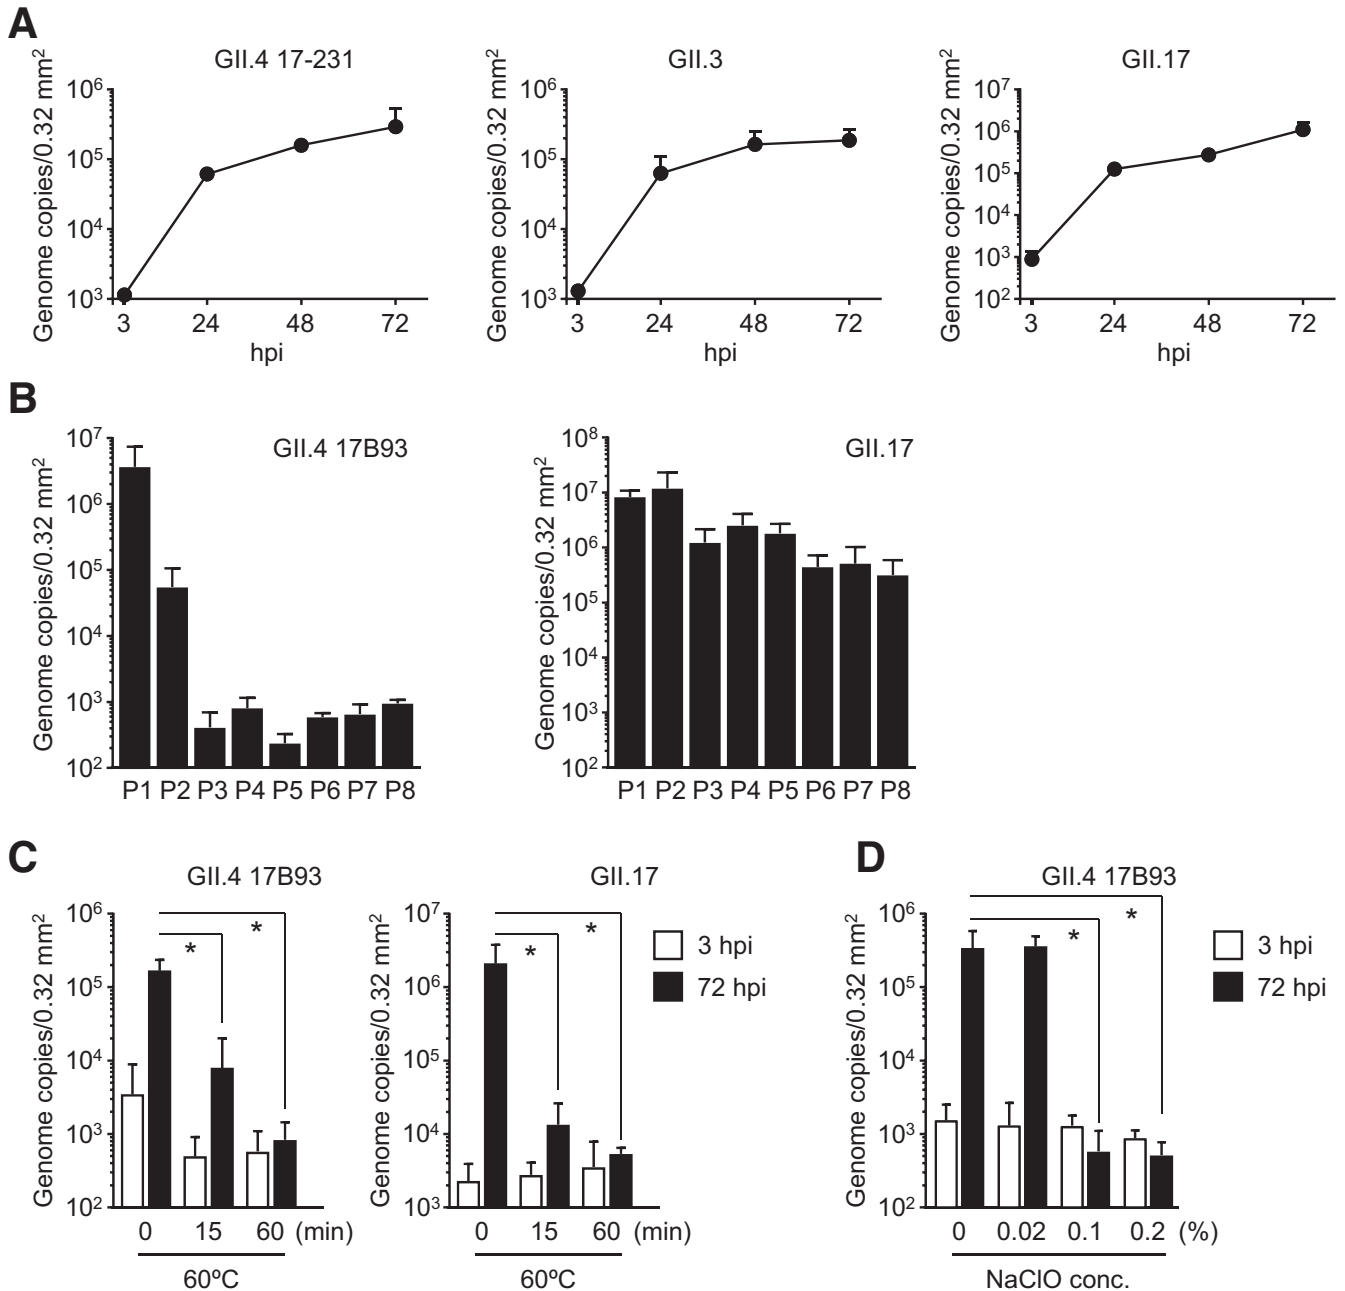 A
GII.4 17-231
Genome copies/0.32 mm²
10⁶
10⁵
10⁴
10³
3 24 48 72
hpi
GII.3
Genome copies/0.32 mm²
10⁶
10⁵
10⁴
10³
3 24 48 72
hpi
GII.17
Genome copies/0.32 mm²
10⁷
10⁶
10⁵
10⁴
10³
10²
3 24 48 72
hpi
B
GII.4 17B93
Genome copies/0.32 mm²
10⁷
10⁶
10⁵
10⁴
10³
10²
P1 P2 P3 P4 P5 P6 P7 P8
GII.17
Genome copies/0.32 mm²
10⁸
10⁷
10⁶
10⁵
10⁴
10³
10²
P1 P2 P3 P4 P5 P6 P7 P8
C
GII.4 17B93
Genome copies/0.32 mm²
10⁶
10⁵
10⁴
10³
10²
*
*
0 15 60 (min)
60ºC
GII.17
Genome copies/0.32 mm²
10⁷
10⁶
10⁵
10⁴
10³
*
*
0 15 60 (min)
60ºC
3 hpi
72 hpi
D
GII.4 17B93
Genome copies/0.32 mm²
10⁶
10⁵
10⁴
10³
10²
*
*
0 0.02 0.1 0.2 (%)
NaClO conc.
3 hpi
72 hpi